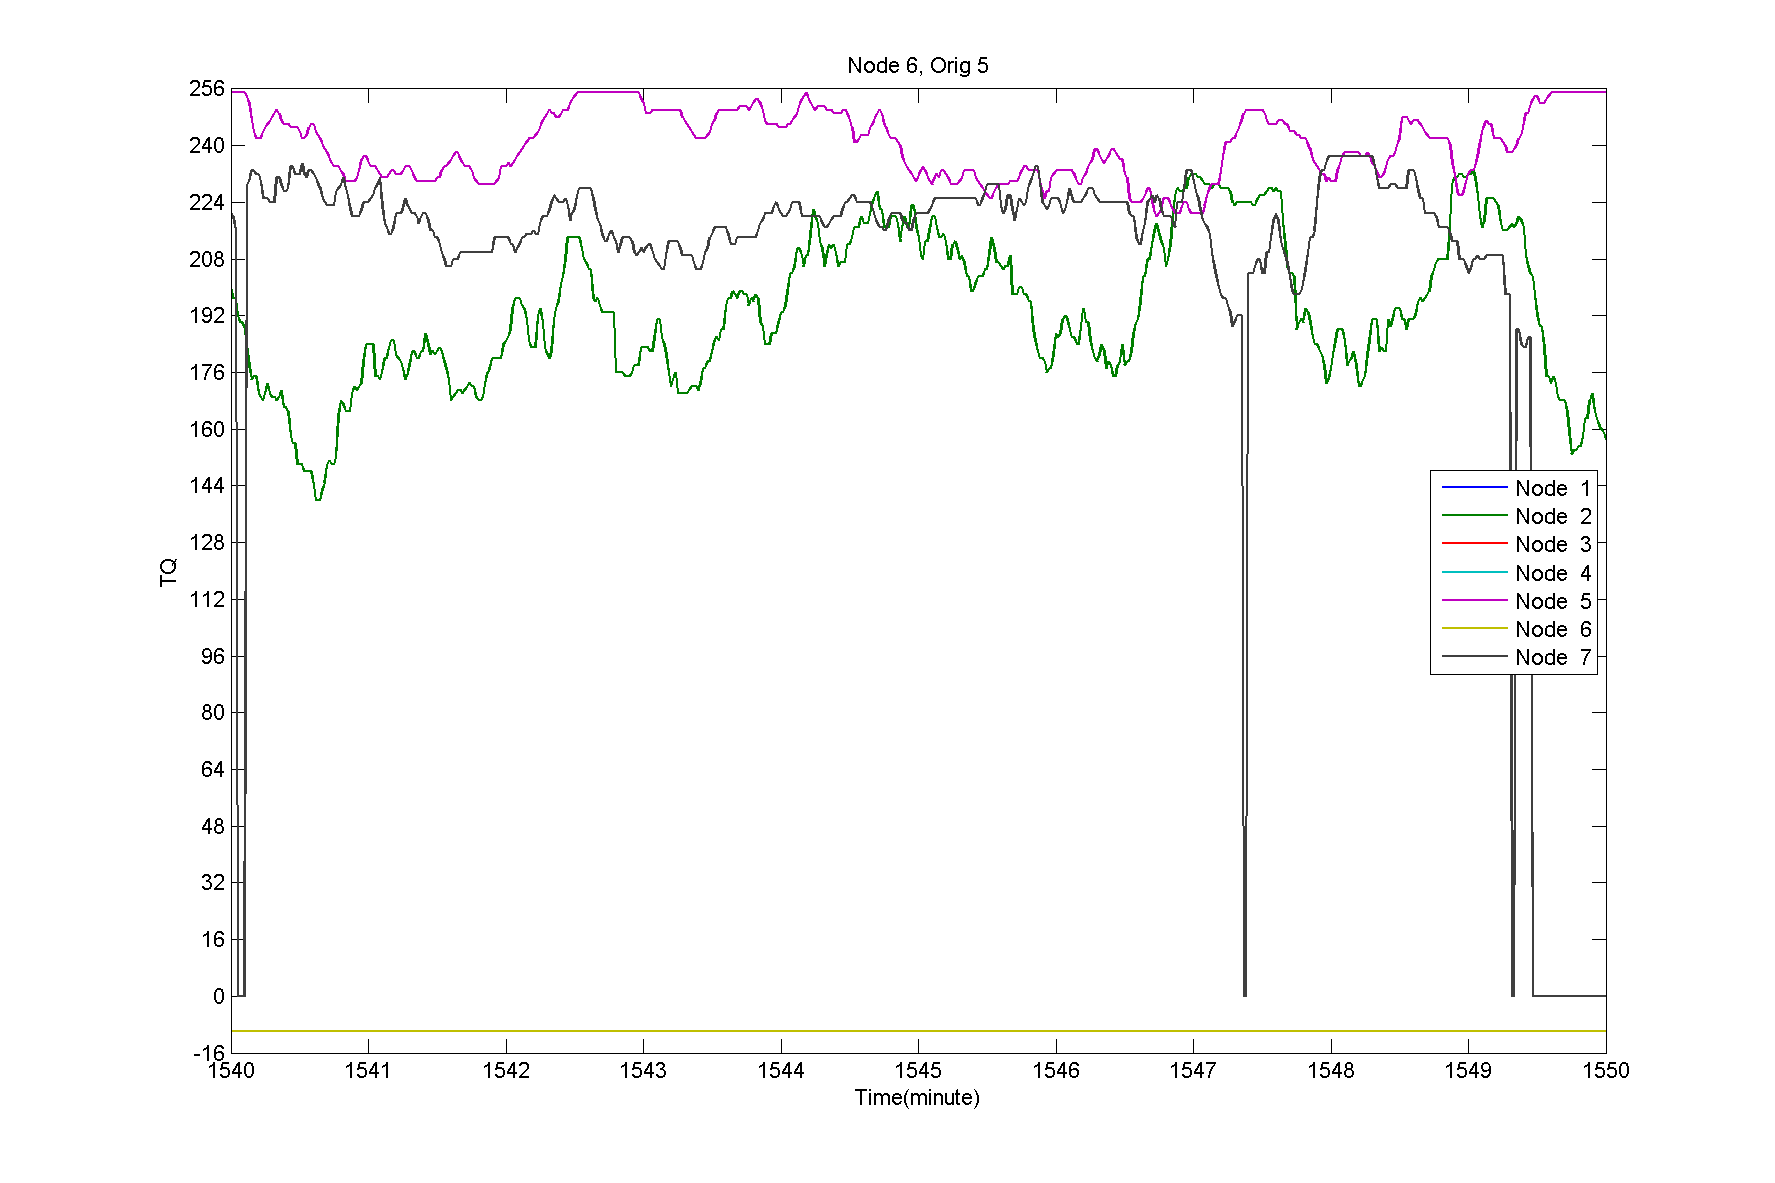 Node 6, Orig 5
256
240
224
208
192
176
160
144
128
112
96
80
64
48
32
16
0
-16
TQ
Node 1
Node 2
Node 3
Node 4
Node 5
Node 6
Node 7
1540 1541 1542 1543 1544 1545 1546 1547 1548 1549 1550
Time(minute)